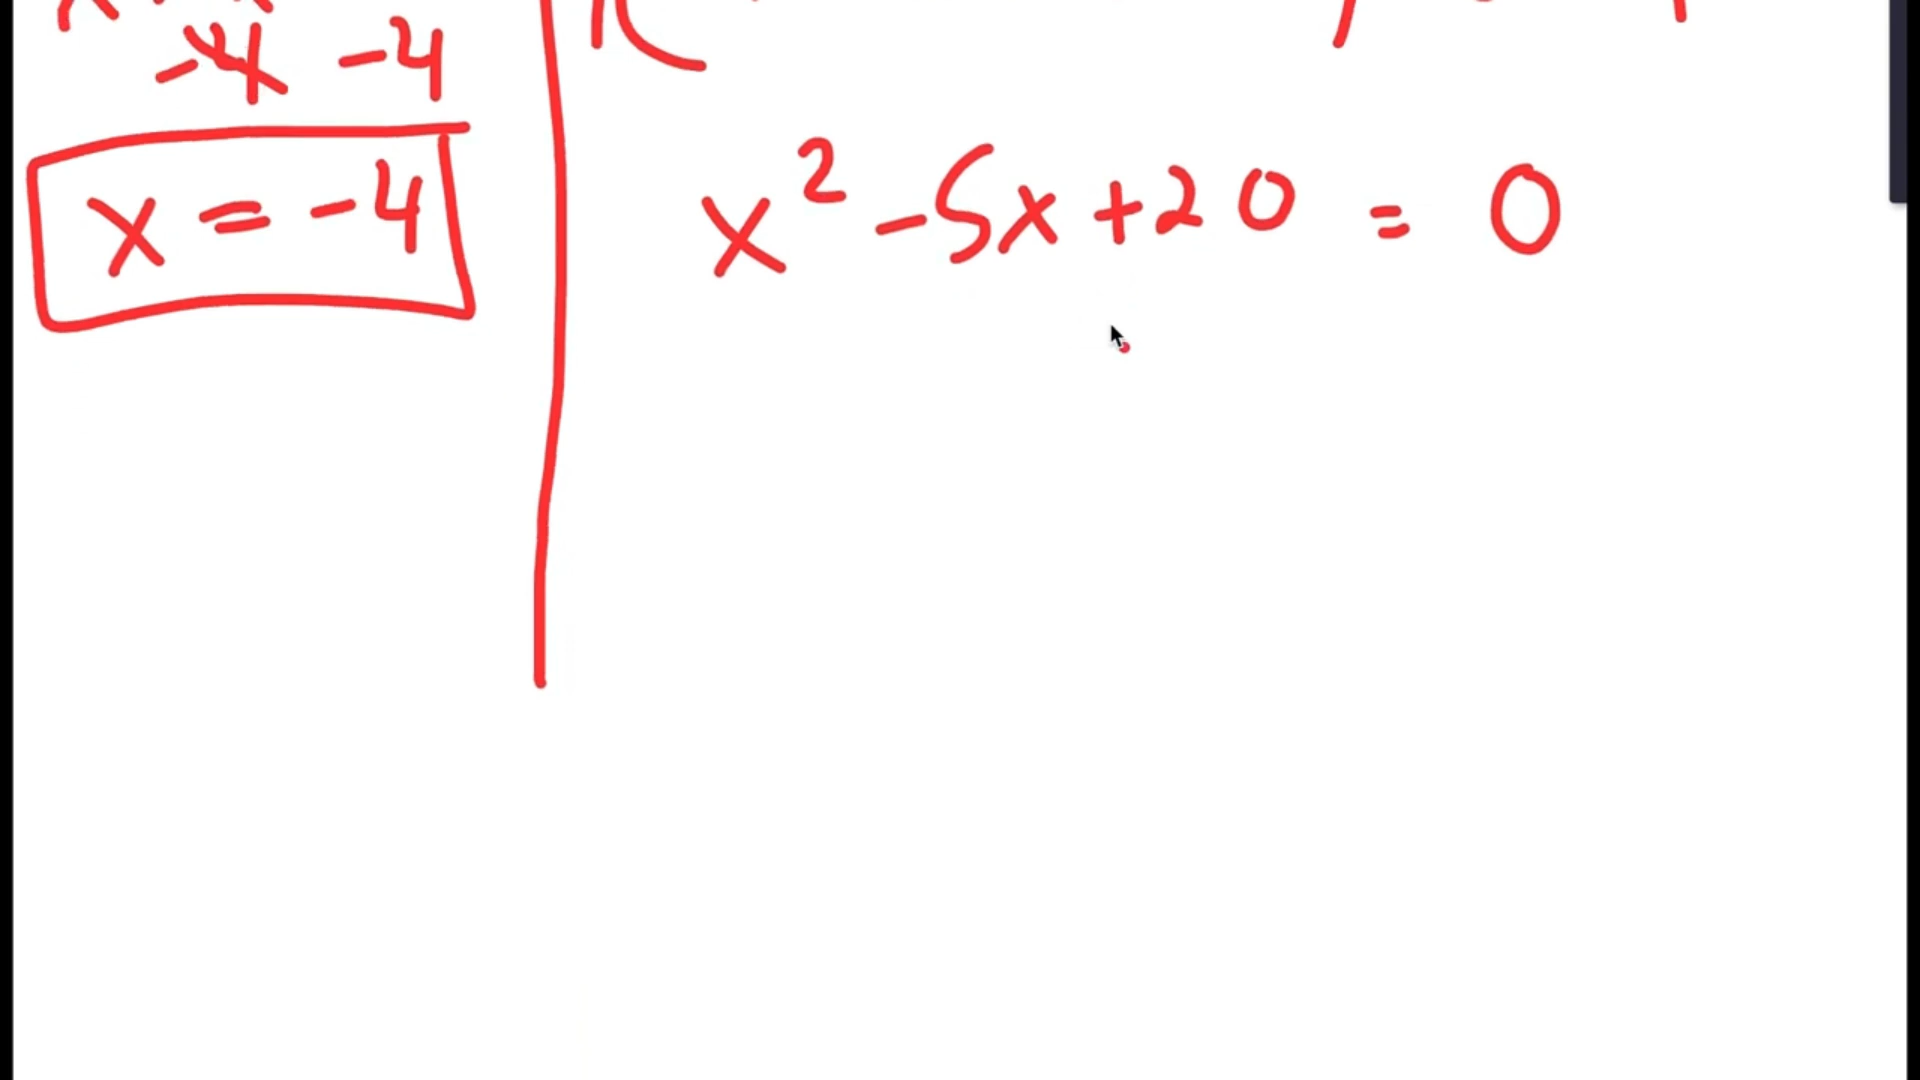 -4 -4
x = -4
x² -5x +20 = 0